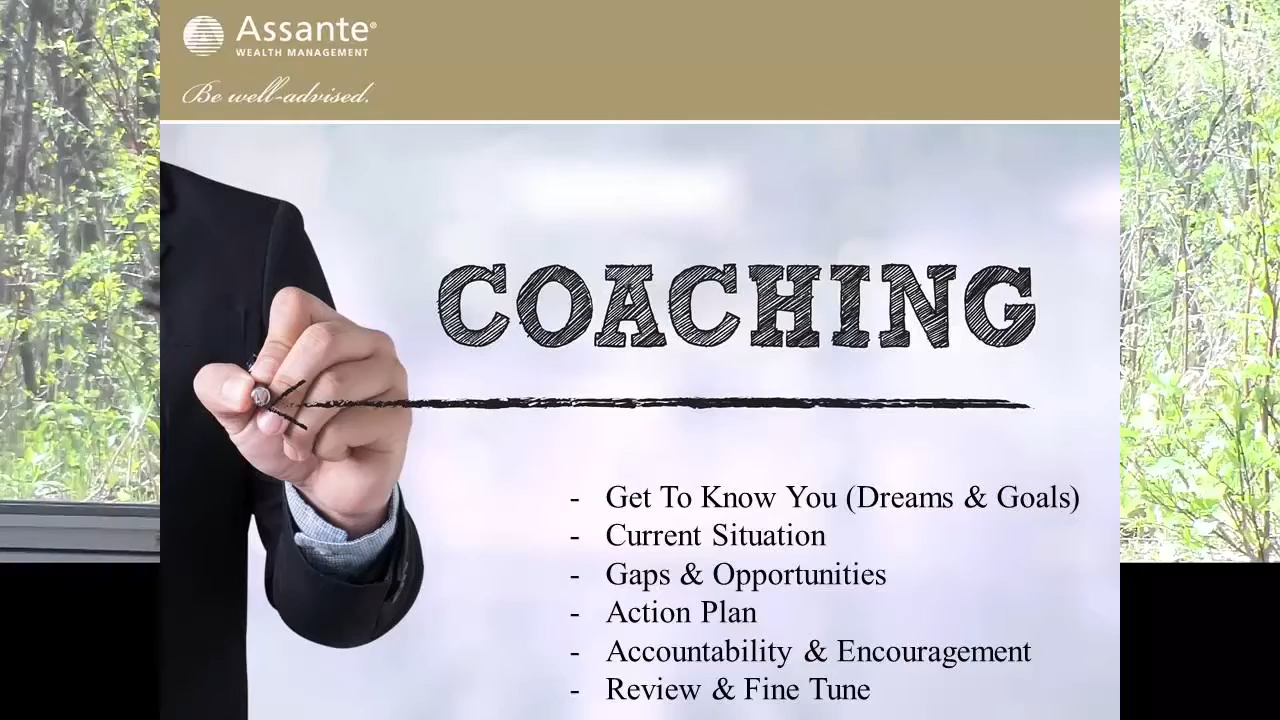 Assante®
WEALTH MANAGEMENT
Be well-advised.
COACHING
- Get To Know You (Dreams & Goals)
- Current Situation
- Gaps & Opportunities
- Action Plan
- Accountability & Encouragement
- Review & Fine Tune